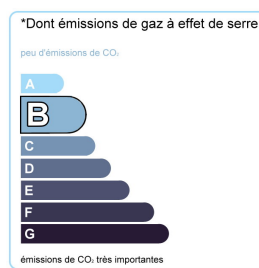 *Dont émissions de gaz à effet de serre
peu d'émissions de CO₂
A
B
C
D
E
F
G
émissions de CO₂ très importantes